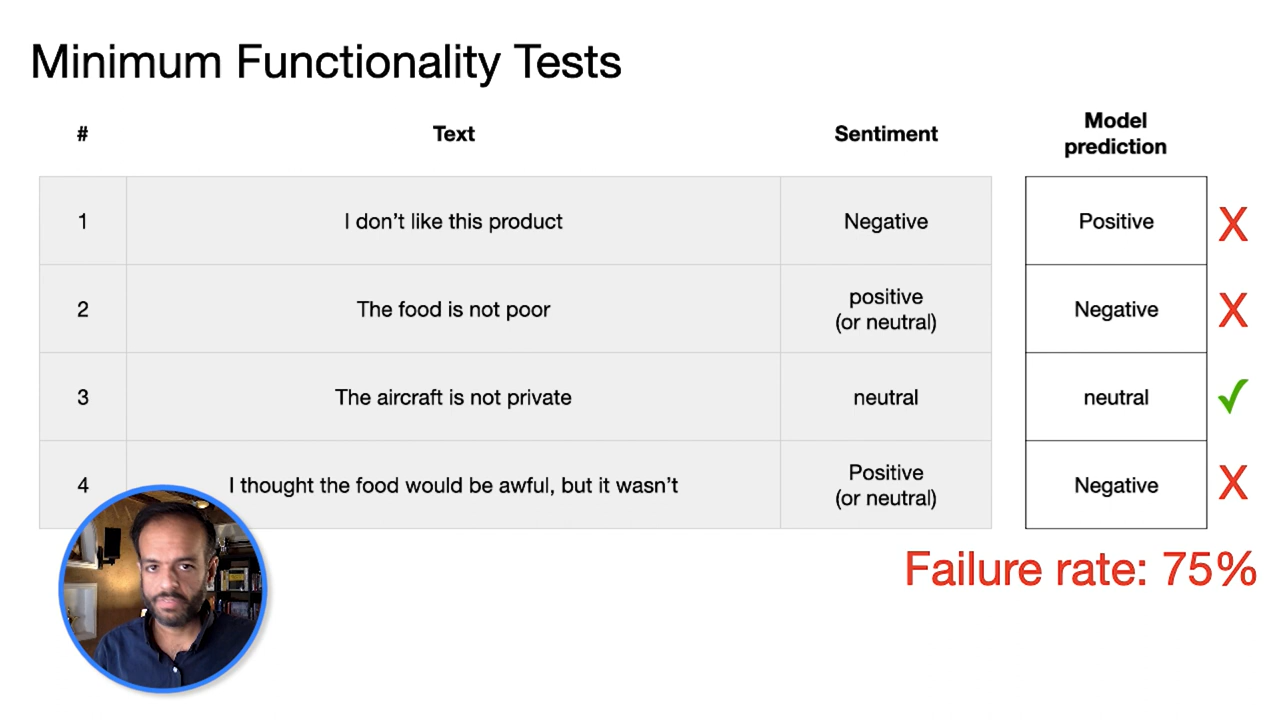 Minimum Functionality Tests
# Text Sentiment Model
prediction
1 I don’t like this product Negative Positive X
2 The food is not poor positive
(or neutral) Negative X
3 The aircraft is not private neutral neutral ✓
4 I thought the food would be awful, but it wasn’t Positive
(or neutral) Negative X
Failure rate: 75%